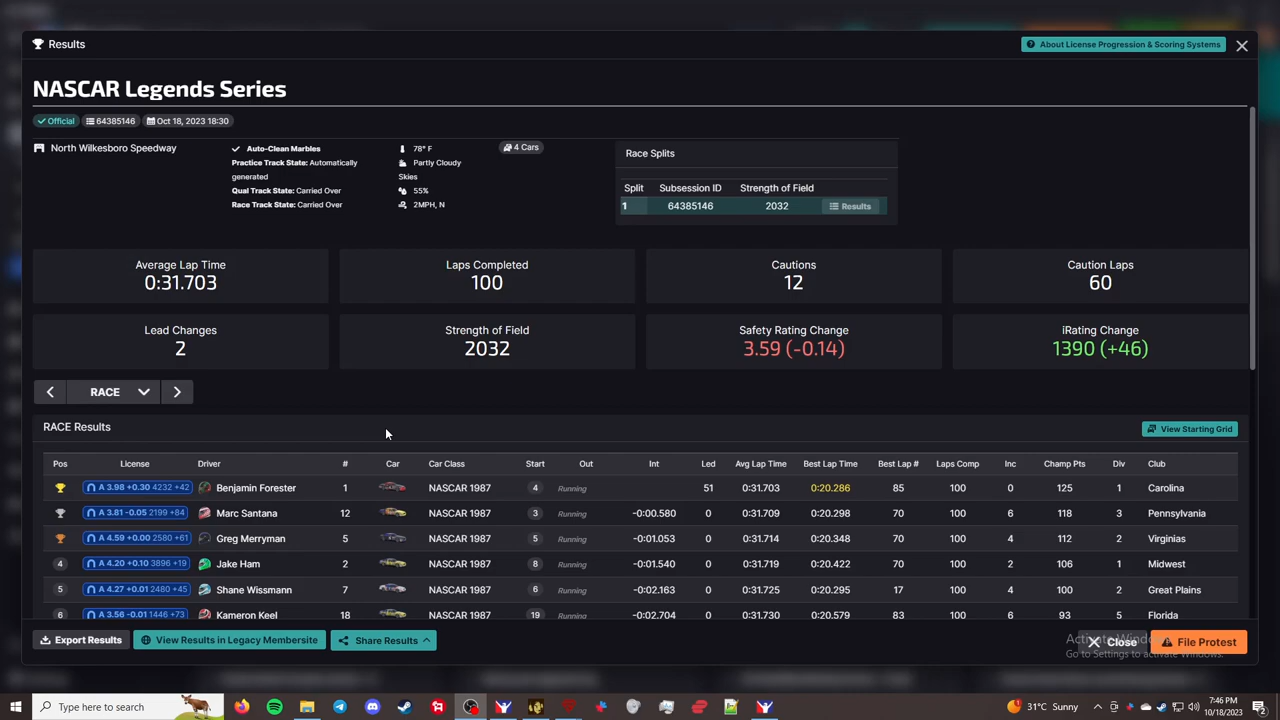 Results
About License Progression & Scoring Systems
NASCAR Legends Series
Official 64385146 Oct 18, 2023 18:30
North Wilkesboro Speedway
Auto-Clean Marbles
Practice Track State: Automatically
generated
Qual Track State: Carried Over
Race Track State: Carried Over
78° F
Partly Cloudy
Skies
55%
2MPH, N
4 Cars
Race Splits
Split Subsession ID Strength of Field
1 64385146 2032 Results
Average Lap Time Laps Completed Cautions Caution Laps
0:31.703 100 12 60
Lead Changes Strength of Field Safety Rating Change iRating Change
2 2032 3.59 (-0.14) 1390 (+46)
RACE
RACE Results
View Starting Grid
Pos License Driver # Car Car Class Start Out Int Led Avg Lap Time Best Lap Time Best Lap # Laps Comp Inc Champ Pts Div Club
A 3.98 +0.30 4232 +42 Benjamin Forester 1 NASCAR 1987 4 Running 51 0:31.703 0:20.286 85 100 0 125 1 Carolina
A 3.81 -0.05 2199 +84 Marc Santana 12 NASCAR 1987 3 Running -0:00.580 0 0:31.709 0:20.298 70 100 6 118 3 Pennsylvania
A 4.59 +0.00 2580 +61 Greg Merryman 5 NASCAR 1987 5 Running -0:01.053 0 0:31.714 0:20.348 70 100 4 112 2 Virginias
4 A 4.20 +0.10 3896 +19 Jake Ham 2 NASCAR 1987 8 Running -0:01.540 0 0:31.719 0:20.422 70 100 2 106 1 Midwest
5 A 4.27 +0.01 2480 +45 Shane Wissmann 7 NASCAR 1987 6 Running -0:02.163 0 0:31.725 0:20.295 17 100 2 100 2 Great Plains
6 A 3.56 -0.01 1446 +73 Kameron Keel 18 NASCAR 1987 19 Running -0:02.704 0 0:31.730 0:20.579 83 100 6 93 5 Florida
Export Results View Results in Legacy Membersite Share Results Close File Protest
Go to Settings to activate Windows.
Type here to search
31°C Sunny
7:46 PM
10/18/2023